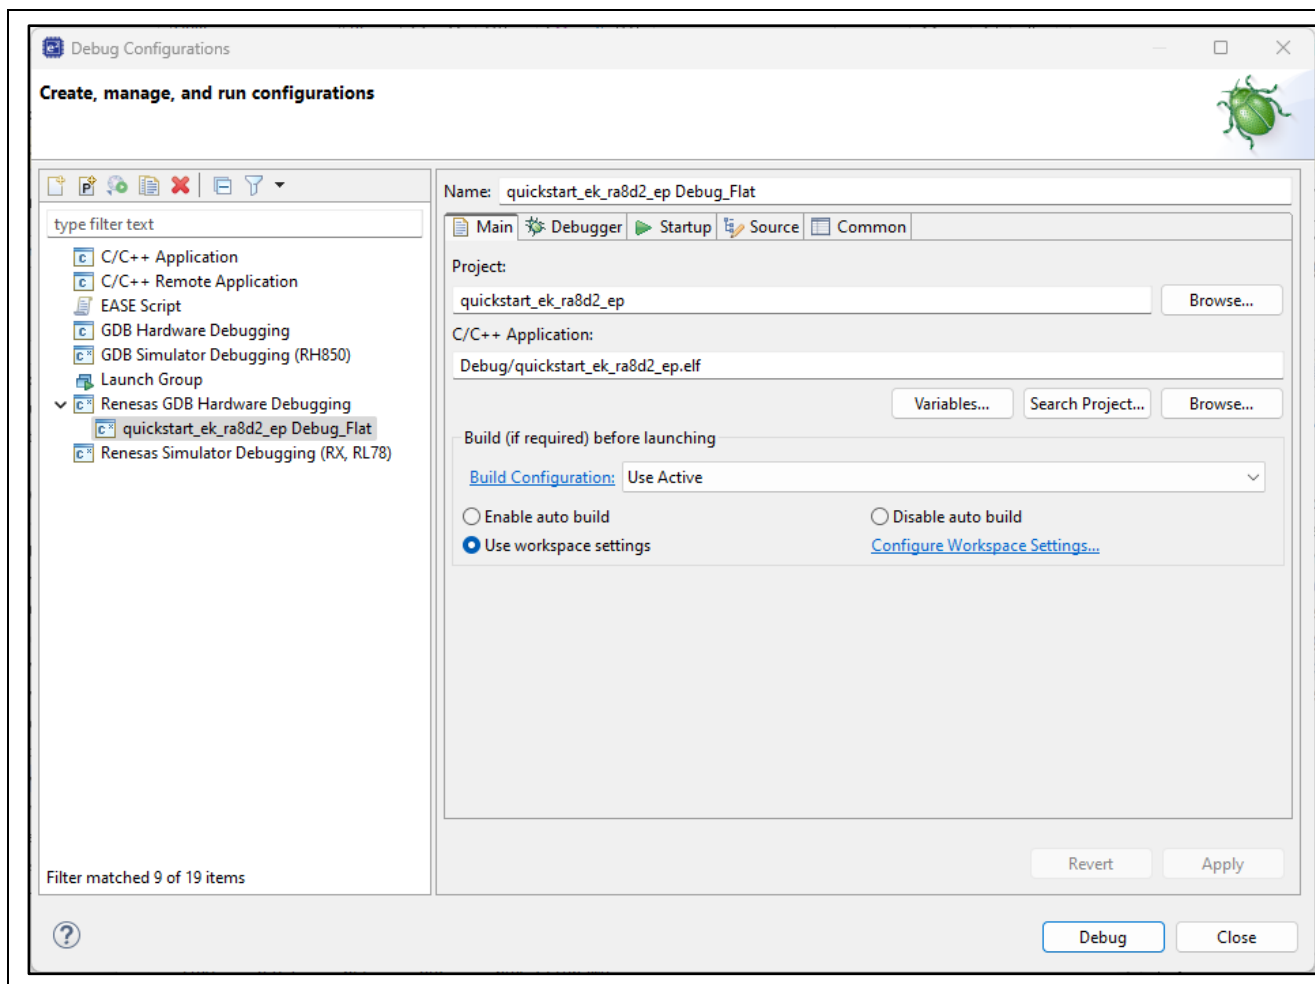 Debug Configurations
Create, manage, and run configurations
type filter text
C/C++ Application
C/C++ Remote Application
EASE Script
GDB Hardware Debugging
GDB Simulator Debugging (RH850)
Launch Group
Renesas GDB Hardware Debugging
quickstart_ek_ra8d2_ep Debug_Flat
Renesas Simulator Debugging (RX, RL78)
Filter matched 9 of 19 items
Name: quickstart_ek_ra8d2_ep Debug_Flat
Main Debugger Startup Source Common
Project:
quickstart_ek_ra8d2_ep Browse...
C/C++ Application:
Debug/quickstart_ek_ra8d2_ep.elf
Variables... Search Project... Browse...
Build (if required) before launching
Build Configuration: Use Active
Enable auto build Disable auto build
Use workspace settings Configure Workspace Settings...
Revert Apply
Debug Close